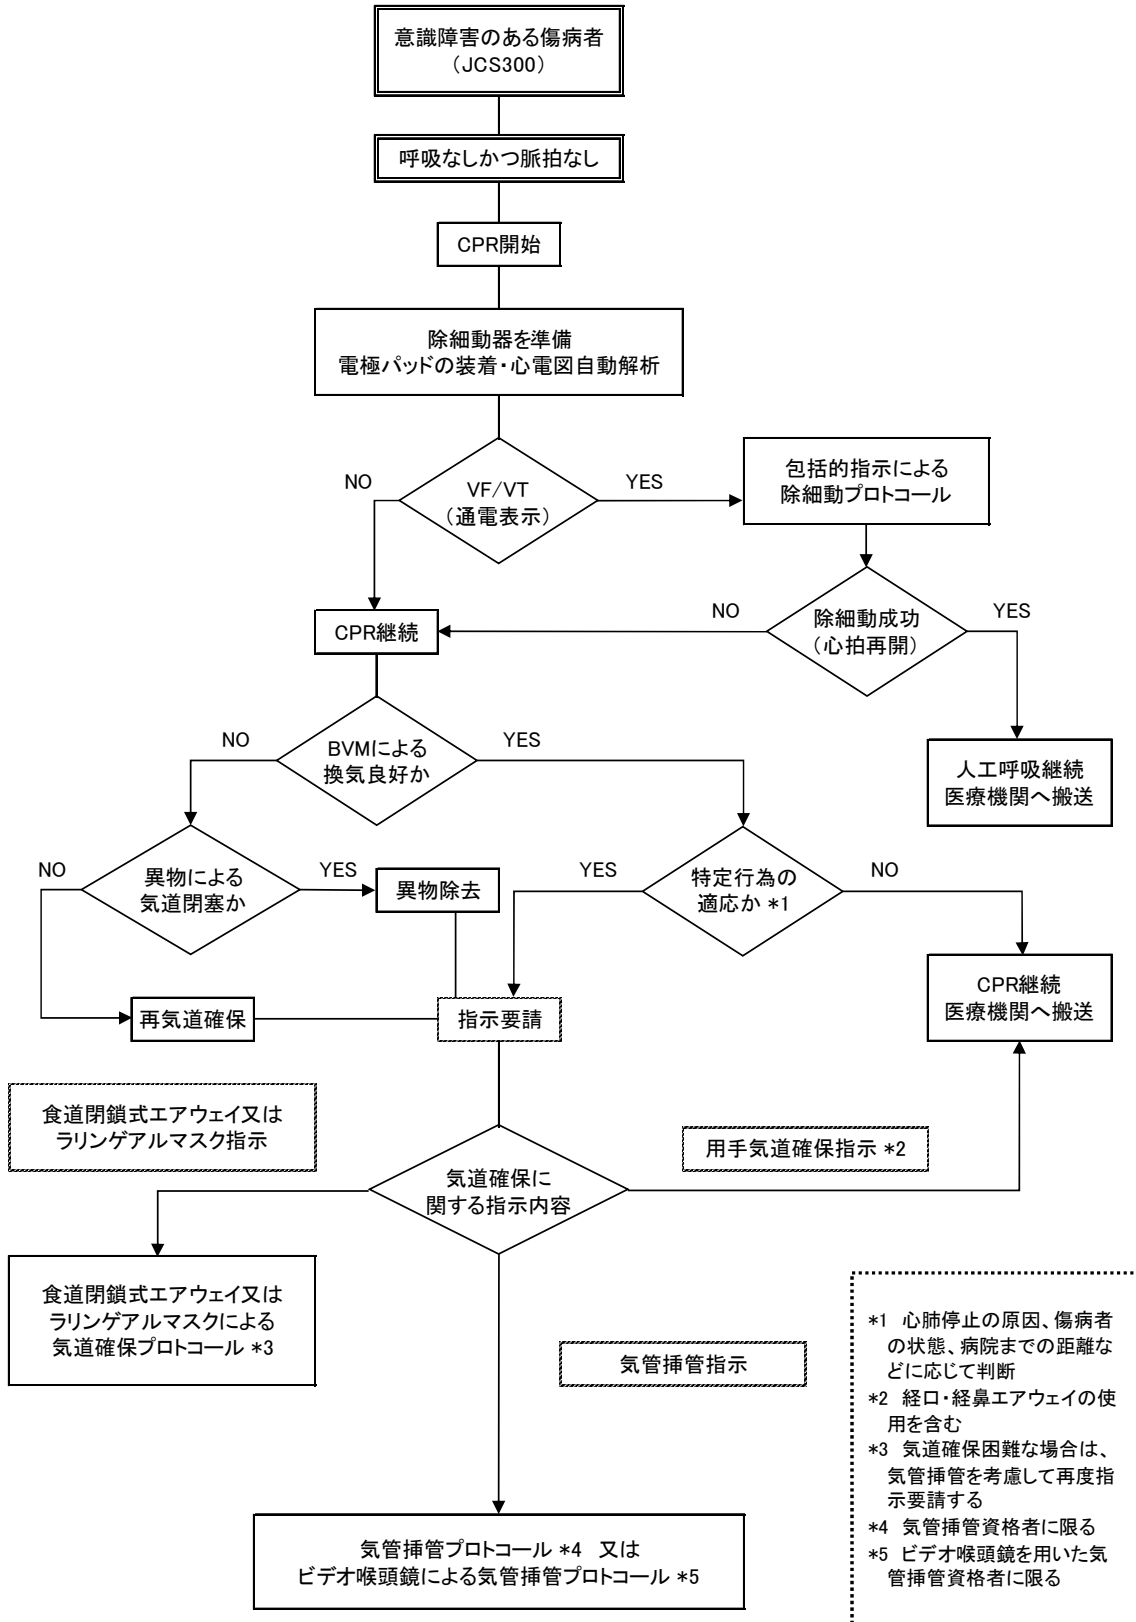 意識障害のある傷病者
（JCS300）
呼吸なしかつ脈拍なし
CPR開始
除細動器を準備
電極パッドの装着・心電図自動解析
NO
VF/VT
（通電表示）
YES
包括的指示による
除細動プロトコール
CPR継続
NO
除細動成功
（心拍再開）
YES
NO
BVMによる
換気良好か
YES
人工呼吸継続
医療機関へ搬送
NO
異物による
気道閉塞か
YES
異物除去
YES
特定行為の
適応か *1
NO
再気道確保
指示要請
CPR継続
医療機関へ搬送
食道閉鎖式エアウェイ又は
ラリンゲアルマスク指示
用手気道確保指示 *2
気道確保に
関する指示内容
食道閉鎖式エアウェイ又は
ラリンゲアルマスクによる
気道確保プロトコール *3
気管挿管指示
*1 心肺停止の原因、傷病者
の状態、病院までの距離な
どに応じて判断
*2 経口・経鼻エアウェイの使
用を含む
*3 気道確保困難な場合は、
気管挿管を考慮して再度指
示要請する
*4 気管挿管資格者に限る
*5 ビデオ喉頭鏡を用いた気
管挿管資格者に限る
気管挿管プロトコール *4 又は
ビデオ喉頭鏡による気管挿管プロトコール *5